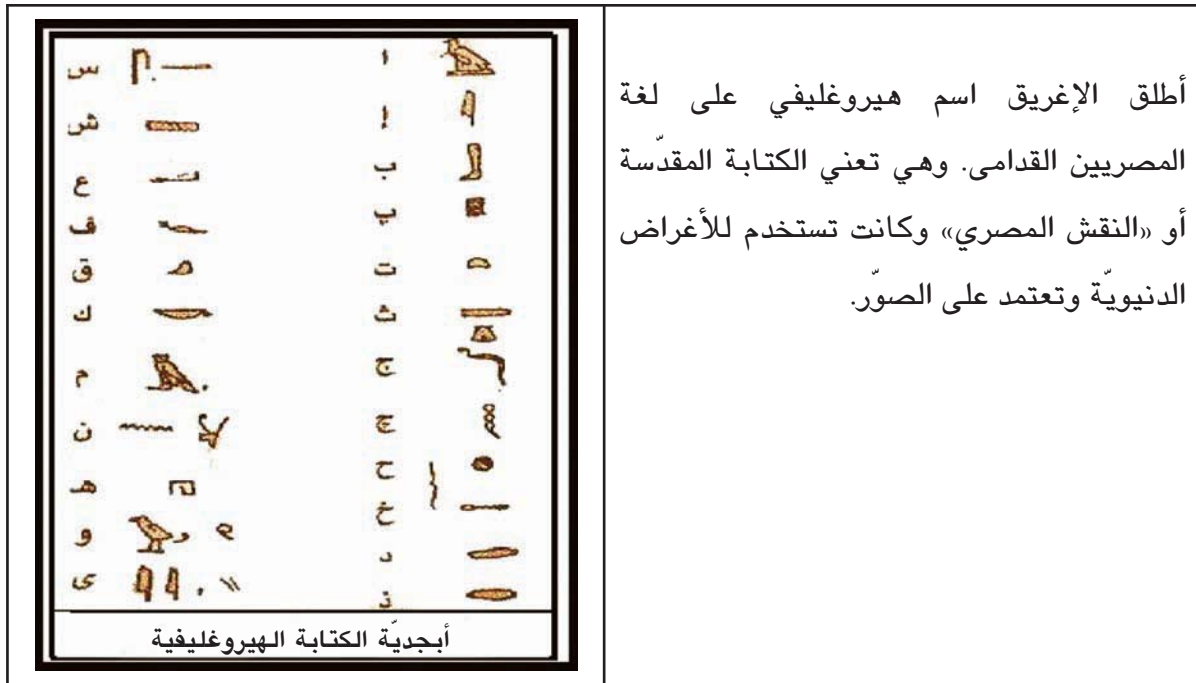 أطلق الإغريق اسم هيروغليفي على لغة
المصريين القدامى. وهي تعني الكتابة المقدّسة
أو «النقش المصري» وكانت تستخدم للأغراض
الدنيويّة وتعتمد على الصوّر.
ا
إ
ب
پ
ت
ث
ج
چ
ح
خ
د
ذ
س
ش
ع
ف
ق
ك
م
ن
هـ
و
ى
أبجديّة الكتابة الهيروغليفية